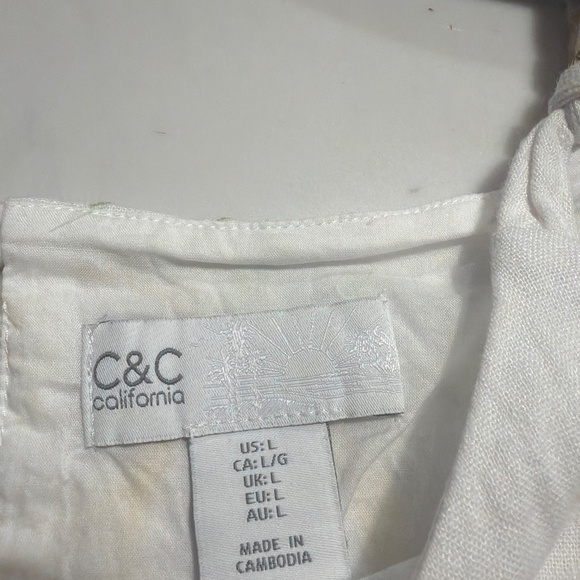 C&C
california
US: L
CA: L/G
UK: L
EU: L
AU: L
MADE IN
CAMBODIA